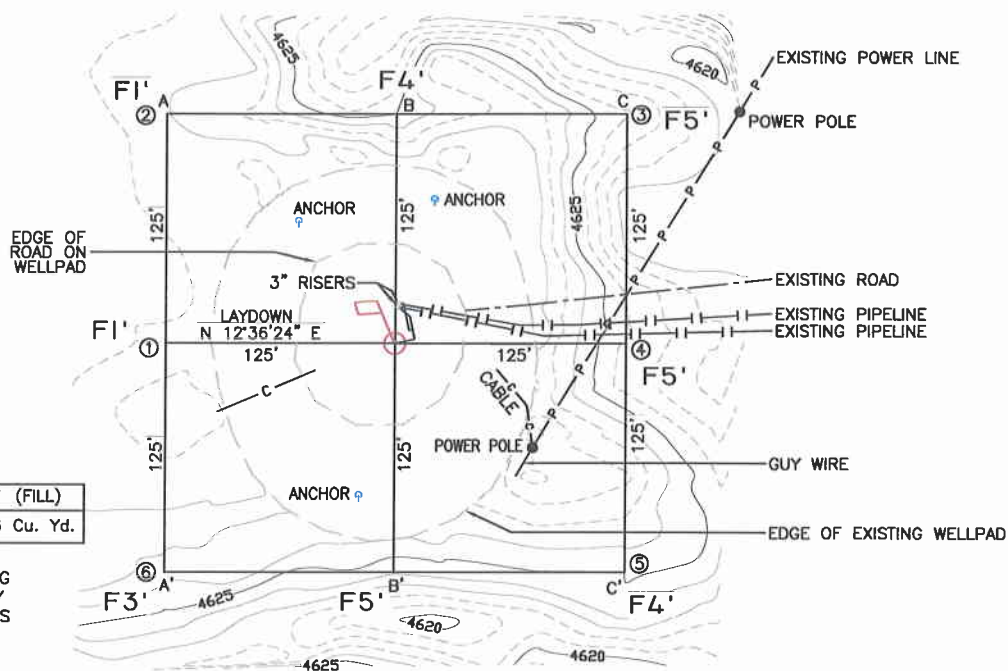 4625
4620
EXISTING POWER LINE
F1'
F4'
A
B
C
②
③
F5'
POWER POLE
ANCHOR
ANCHOR
125'
125'
125'
4625
P
P
P
P
P
EDGE OF
ROAD ON
WELLPAD
3" RISERS
EXISTING ROAD
EXISTING PIPELINE
EXISTING PIPELINE
LAYDOWN
N 12°36'24" E
F1'
①
125'
125'
④
F5'
C
C
CABLE
C
P
P
125'
125'
125'
POWER POLE
GUY WIRE
ANCHOR
(FILL)
Cu. Yd.
EDGE OF EXISTING WELLPAD
⑥
A'
B'
C'
⑤
F3'
F5'
F4'
G
S
4625
4620
4625
4620